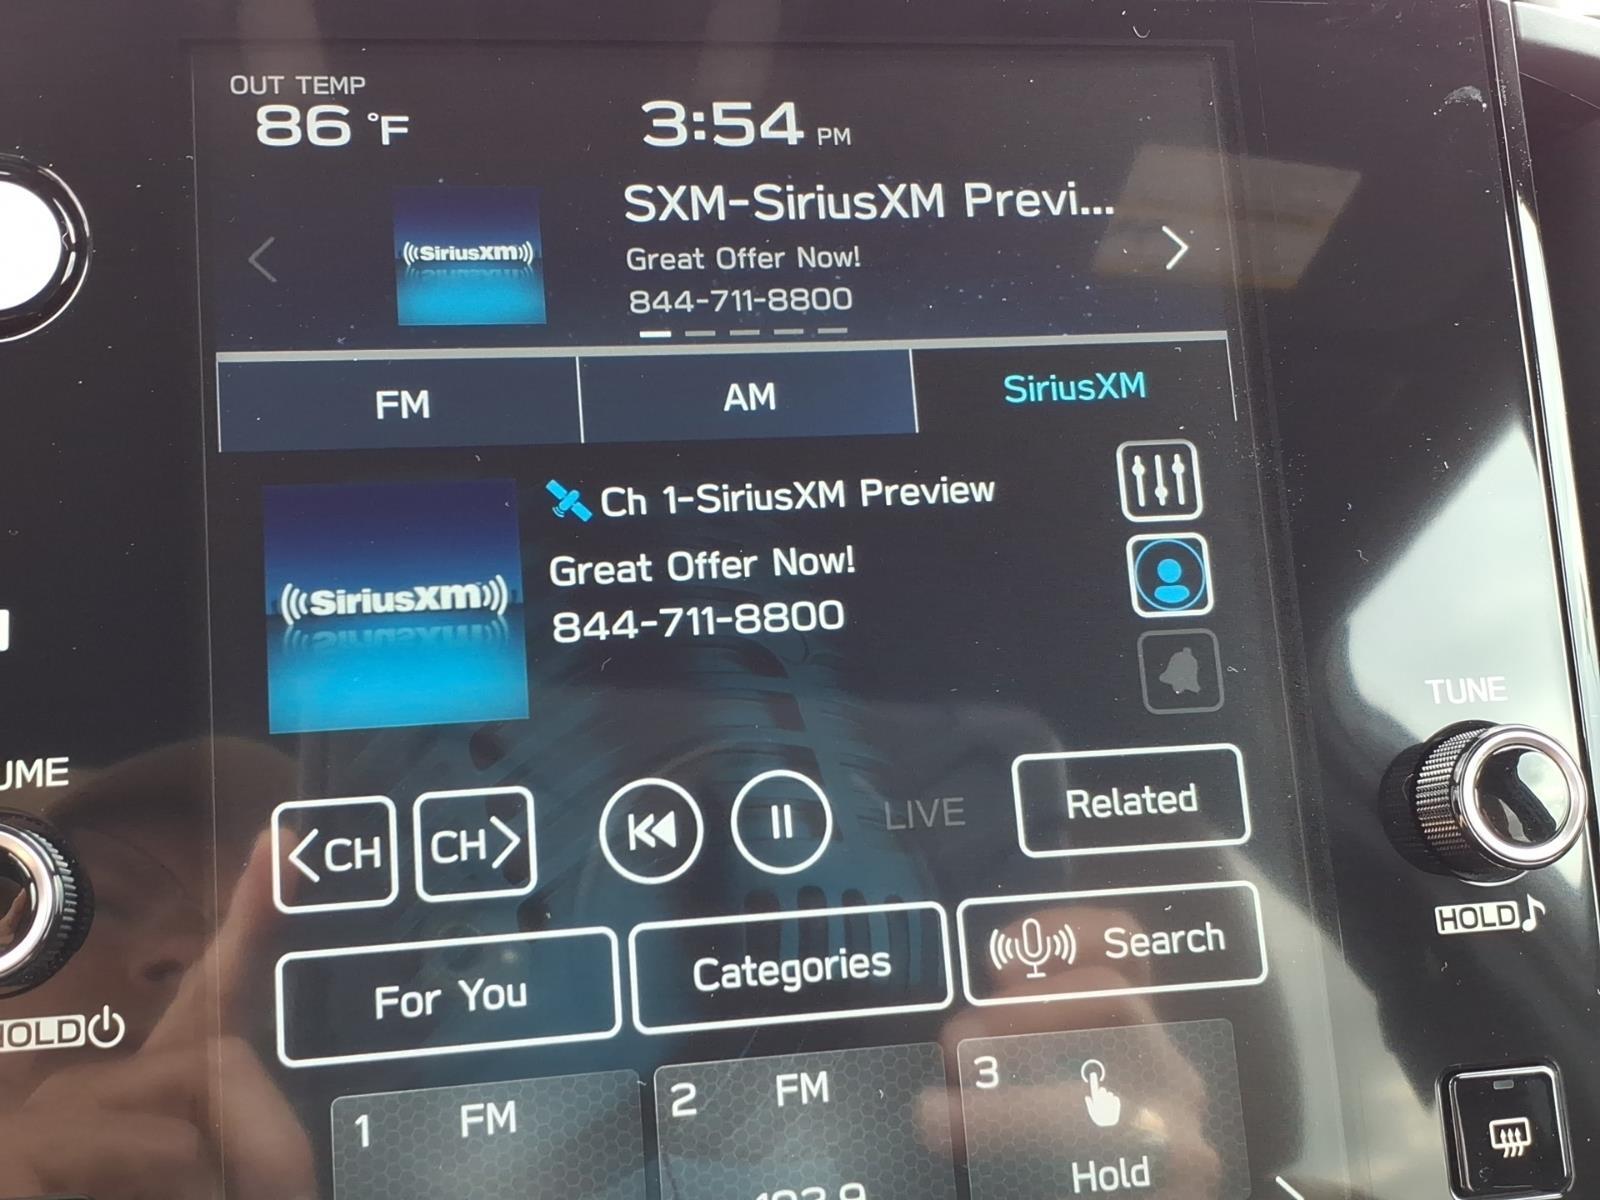 OUT TEMP
86 °F
3:54 PM
SXM-SiriusXM Previ...
((SiriusXM))
Great Offer Now!
844-711-8800
FM
AM
SiriusXM
Ch 1-SiriusXM Preview
((SiriusXM))
Great Offer Now!
844-711-8800
TUNE
UME
<CH
CH>
LIVE
Related
HOLD
For You
Categories
Search
HOLD
1 FM
2 FM
3
Hold